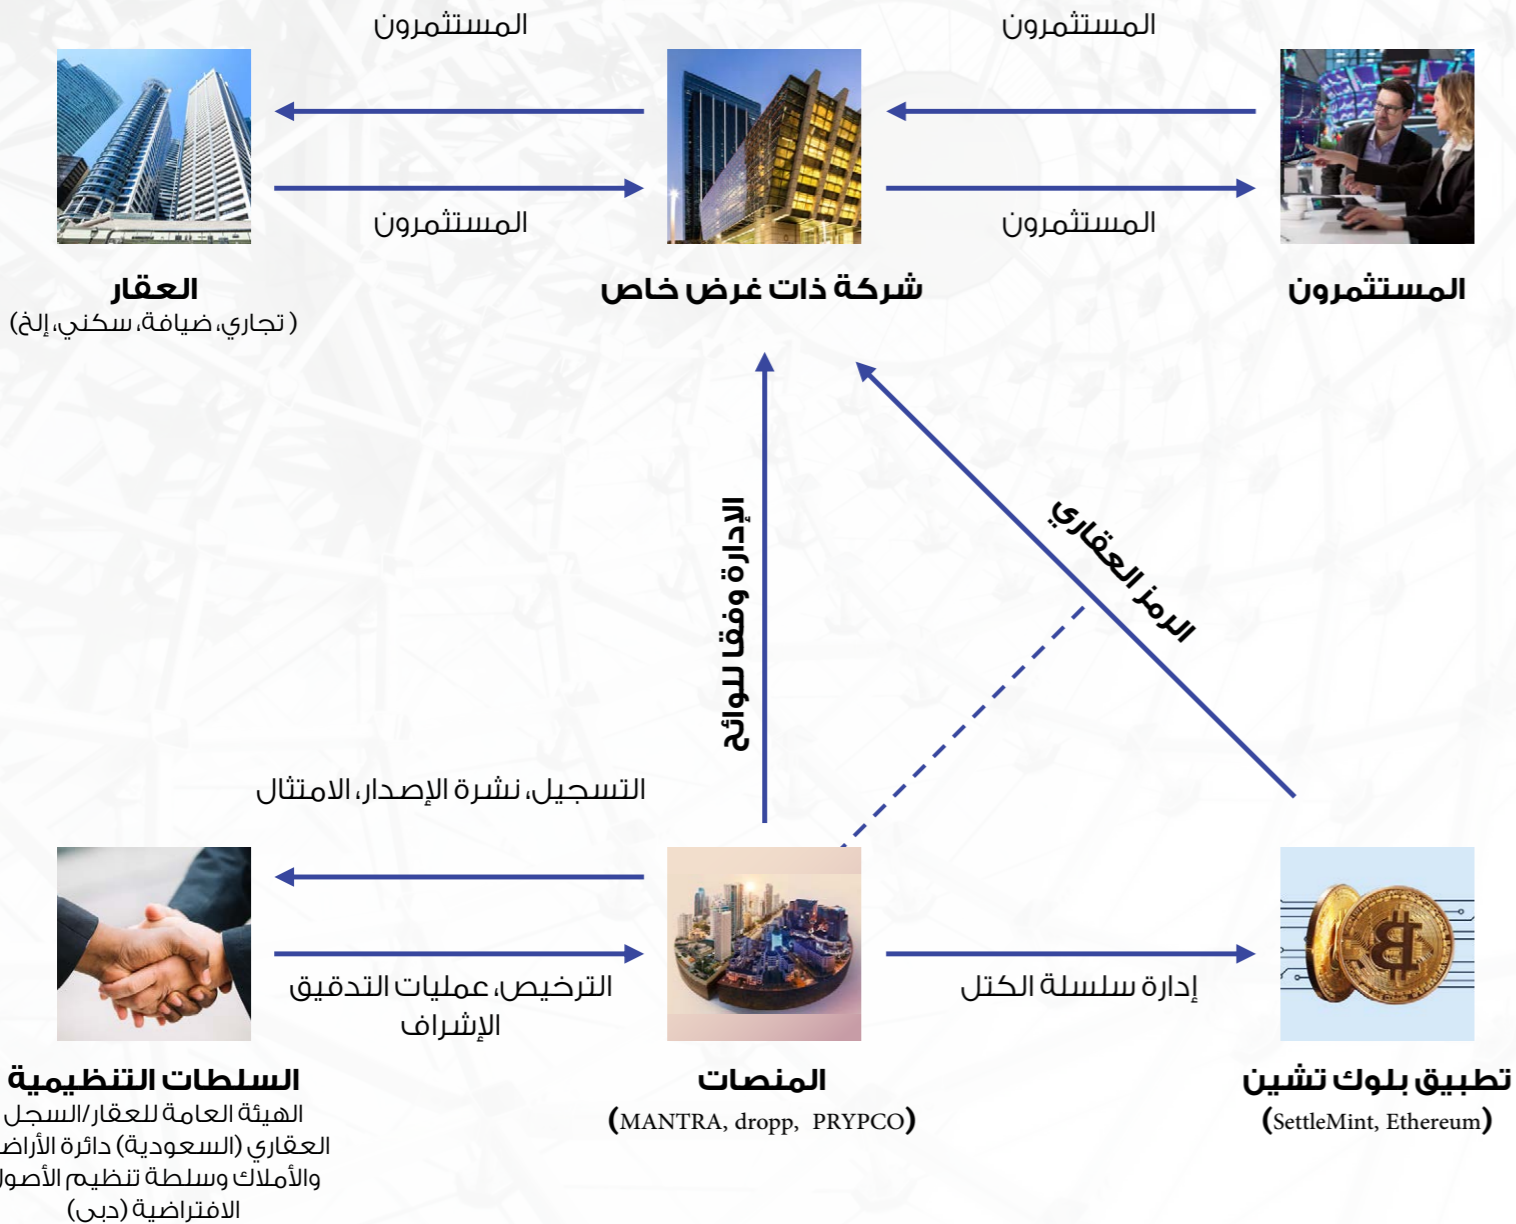 المستثمرون
المستثمرون
المستثمرون
المستثمرون
المستثمرون
شركة ذات غرض خاص
العقار
(تجاري، ضيافة، سكني، إلخ)
الرمز العقاري
الإدارة وفقا للوائح
التسجيل، نشرة الإصدار، الامتثال
إدارة سلسلة الكتل
الترخيص، عمليات التدقيق
الإشراف
تطبيق بلوك تشين
(SettleMint, Ethereum)
المنصات
(MANTRA, dropp, PRYPCO)
السلطات التنظيمية
الهيئة العامة للعقار/السجل
العقاري (السعودية) دائرة الأراض
والأملاك وسلطة تنظيم الأصول
الافتراضية (دبي)